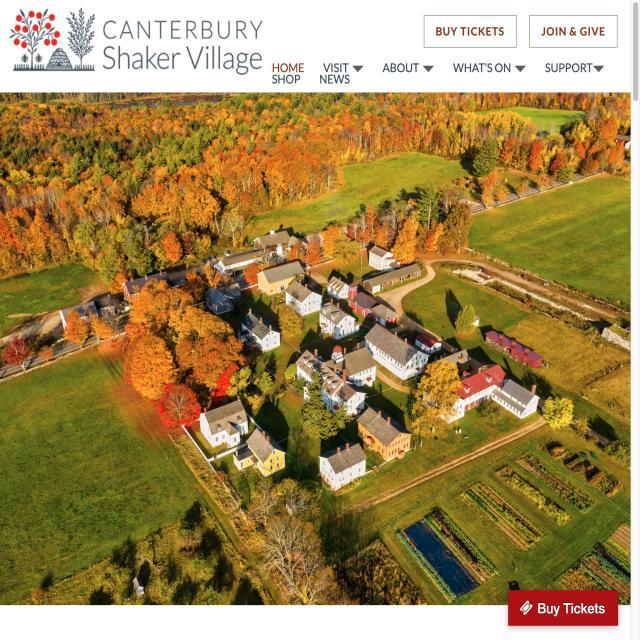 CANTERBURY
Shaker Village
BUY TICKETS
JOIN & GIVE
HOME
VISIT
ABOUT
WHAT'S ON
SUPPORT
SHOP
NEWS
Buy Tickets